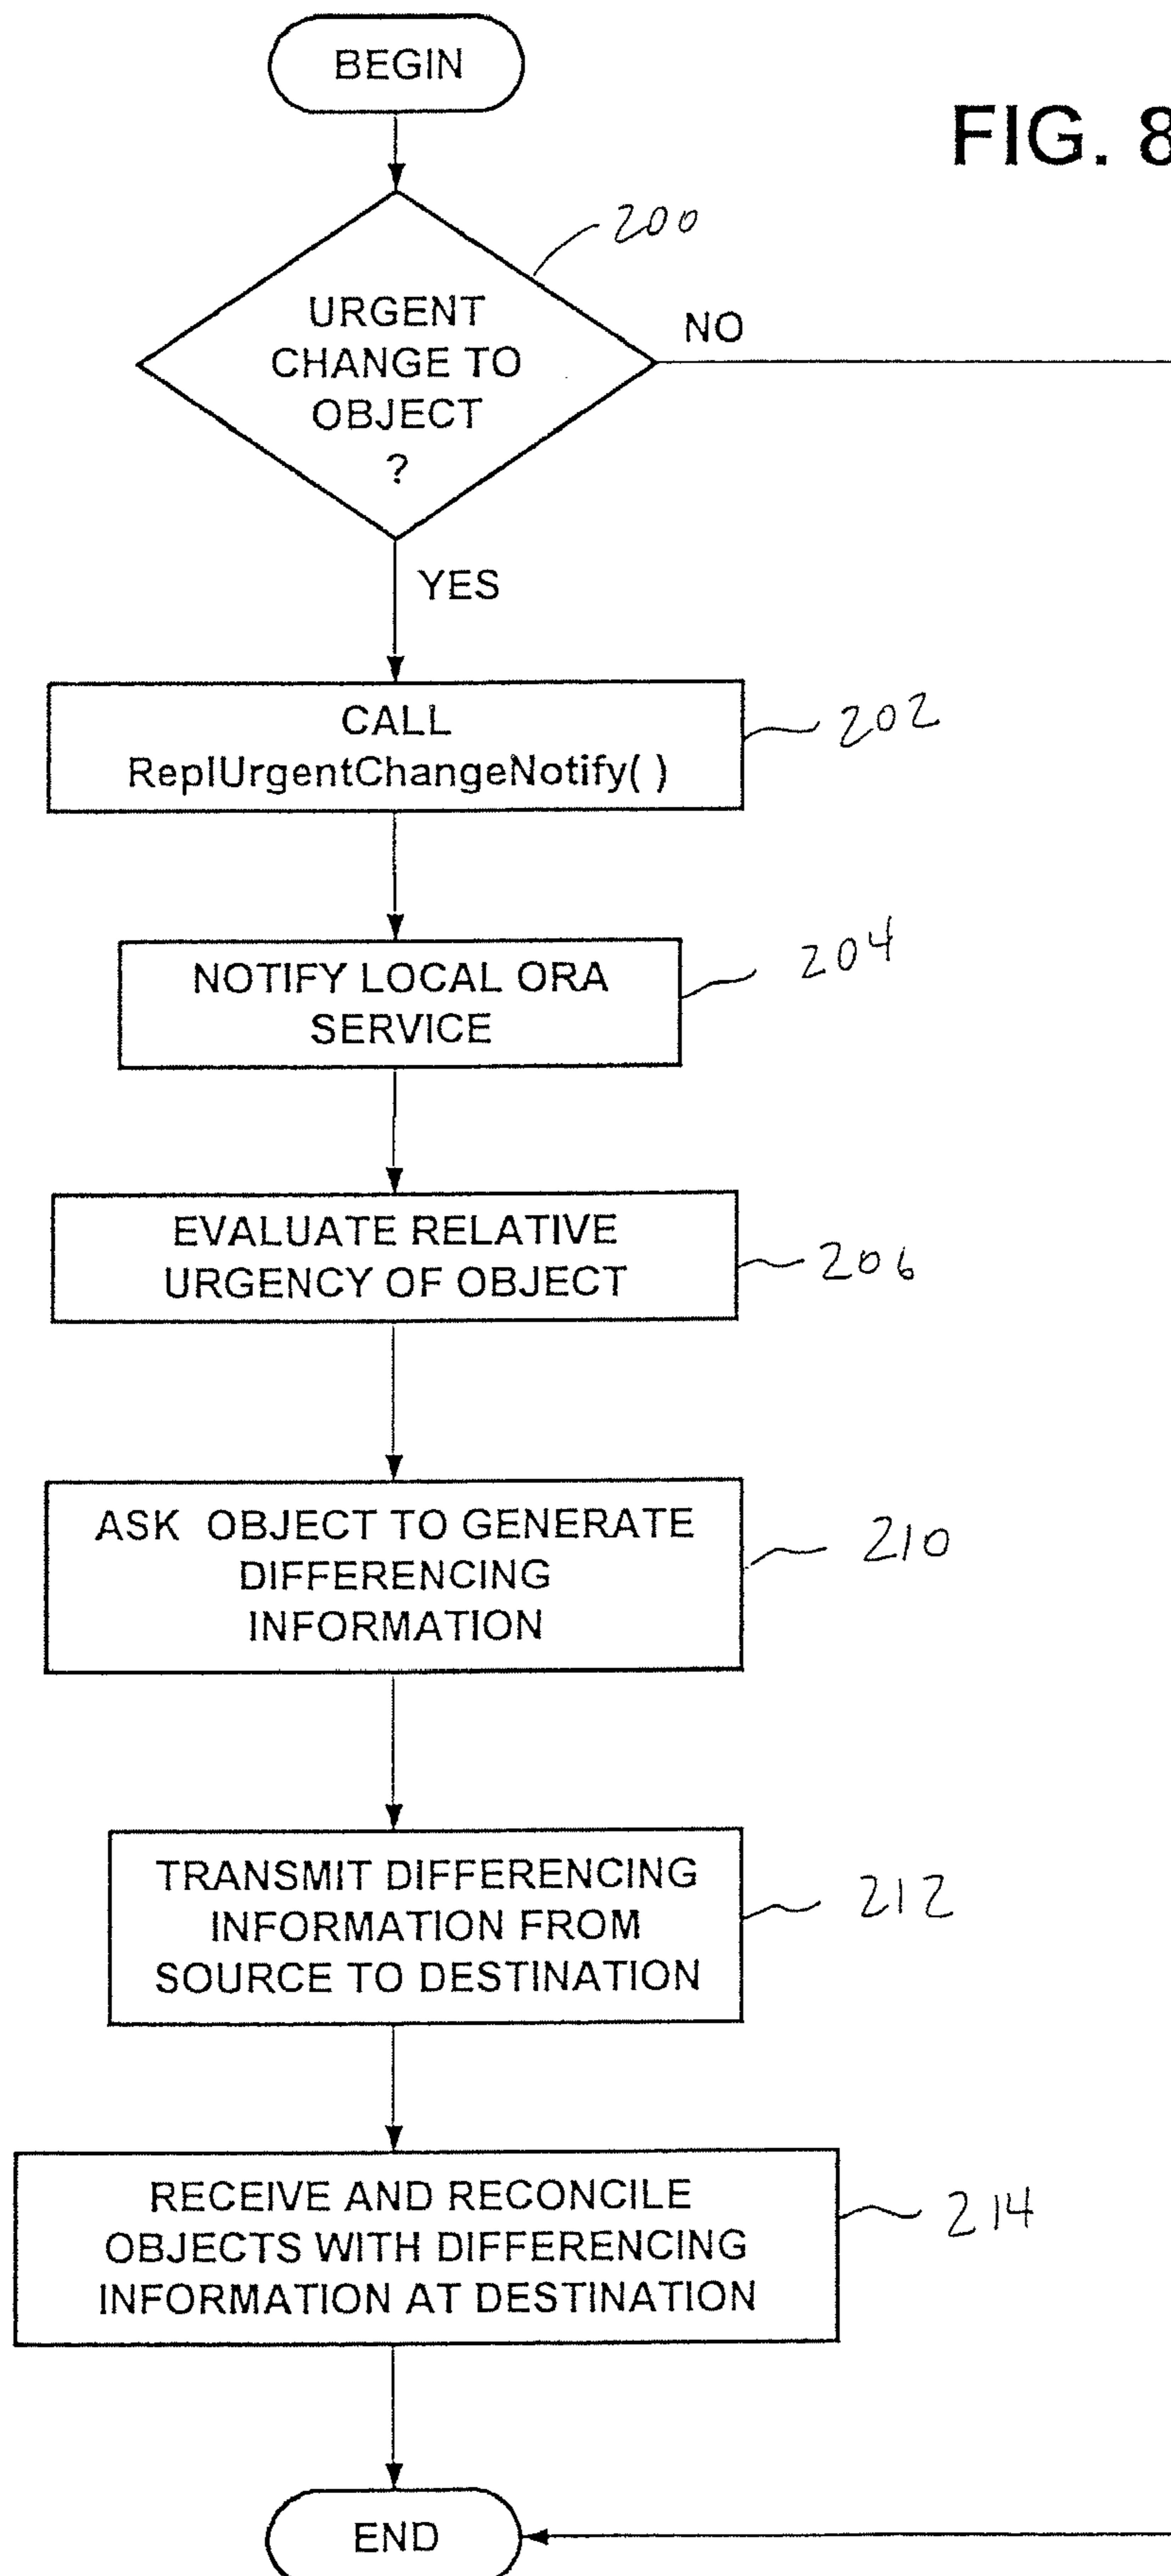 BEGIN
FIG. 8
200
URGENT
CHANGE TO
OBJECT
?
NO
YES
CALL
ReplUrgentChangeNotify( )
202
NOTIFY LOCAL ORA
SERVICE
204
EVALUATE RELATIVE
URGENCY OF OBJECT
206
ASK OBJECT TO GENERATE
DIFFERENCING
INFORMATION
210
TRANSMIT DIFFERENCING
INFORMATION FROM
SOURCE TO DESTINATION
212
RECEIVE AND RECONCILE
OBJECTS WITH DIFFERENCING
INFORMATION AT DESTINATION
214
END